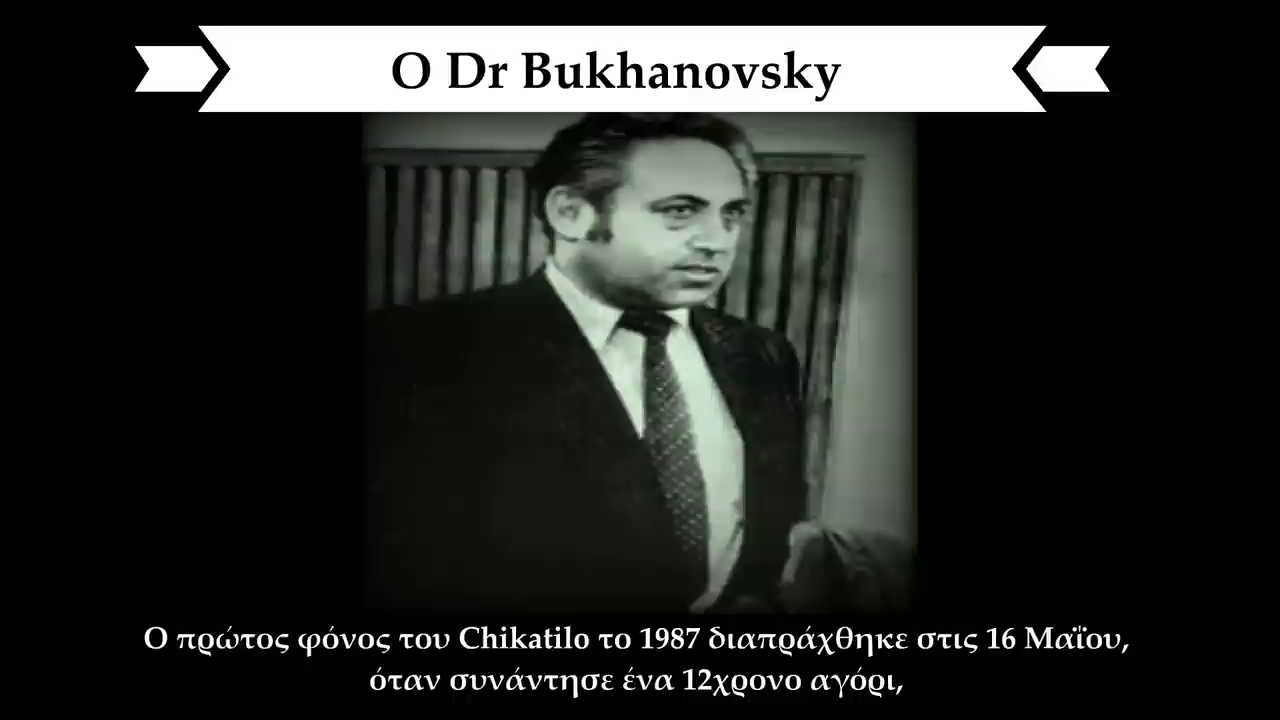 Ο Dr Bukhanovsky
Ο πρώτος φόνος του Chikatilo το 1987 διαπράχθηκε στις 16 Μαΐου,
όταν συνάντησε ένα 12χρονο αγόρι,